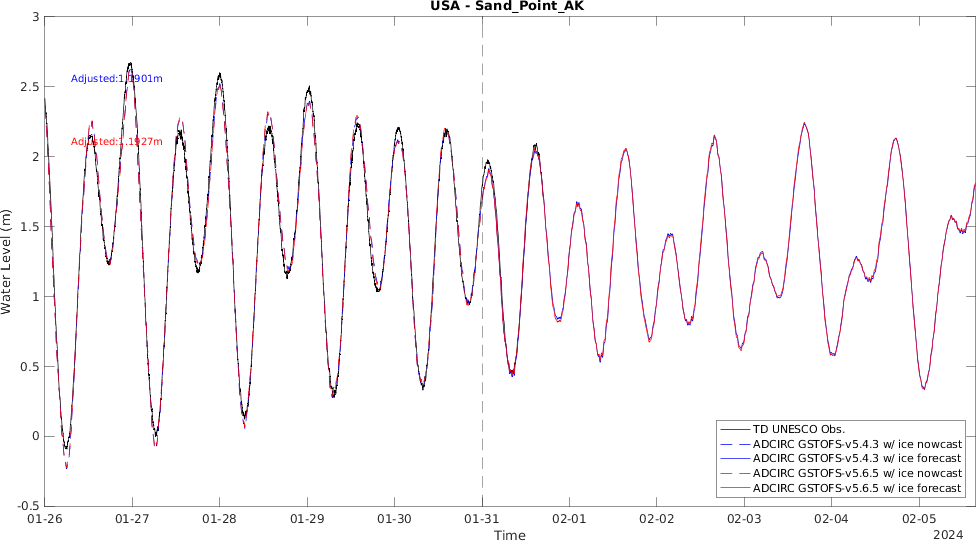 USA - Sand_Point_AK
3
2.5
2
1.5
1
0.5
0
-0.5
Water Level (m)
Adjusted:1.1901m
Adjusted:1.1927m
TD UNESCO Obs.
ADCIRC GSTOFS-v5.4.3 w/ ice nowcast
ADCIRC GSTOFS-v5.4.3 w/ ice forecast
ADCIRC GSTOFS-v5.6.5 w/ ice nowcast
ADCIRC GSTOFS-v5.6.5 w/ ice forecast
01-26 01-27 01-28 01-29 01-30 01-31 02-01 02-02 02-03 02-04 02-05
Time
2024